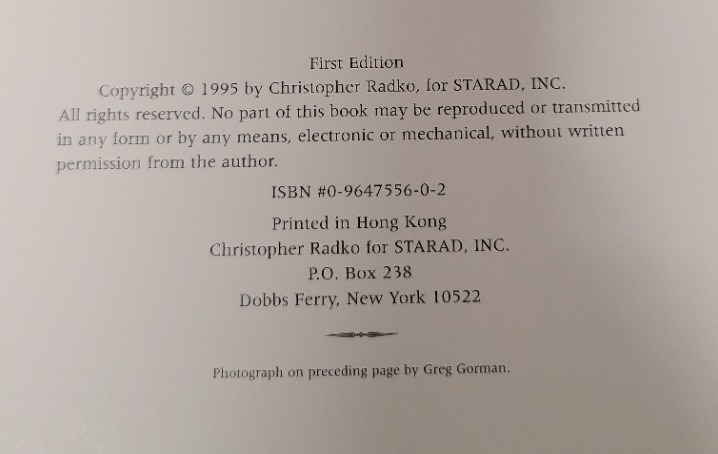 First Edition
Copyright © 1995 by Christopher Radko, for STARAD, INC.
All rights reserved. No part of this book may be reproduced or transmitted
in any form or by any means, electronic or mechanical, without written
permission from the author.
ISBN #0-9647556-0-2
Printed in Hong Kong
Christopher Radko for STARAD, INC.
P.O. Box 238
Dobbs Ferry, New York 10522
Photograph on preceding page by Greg Gorman.